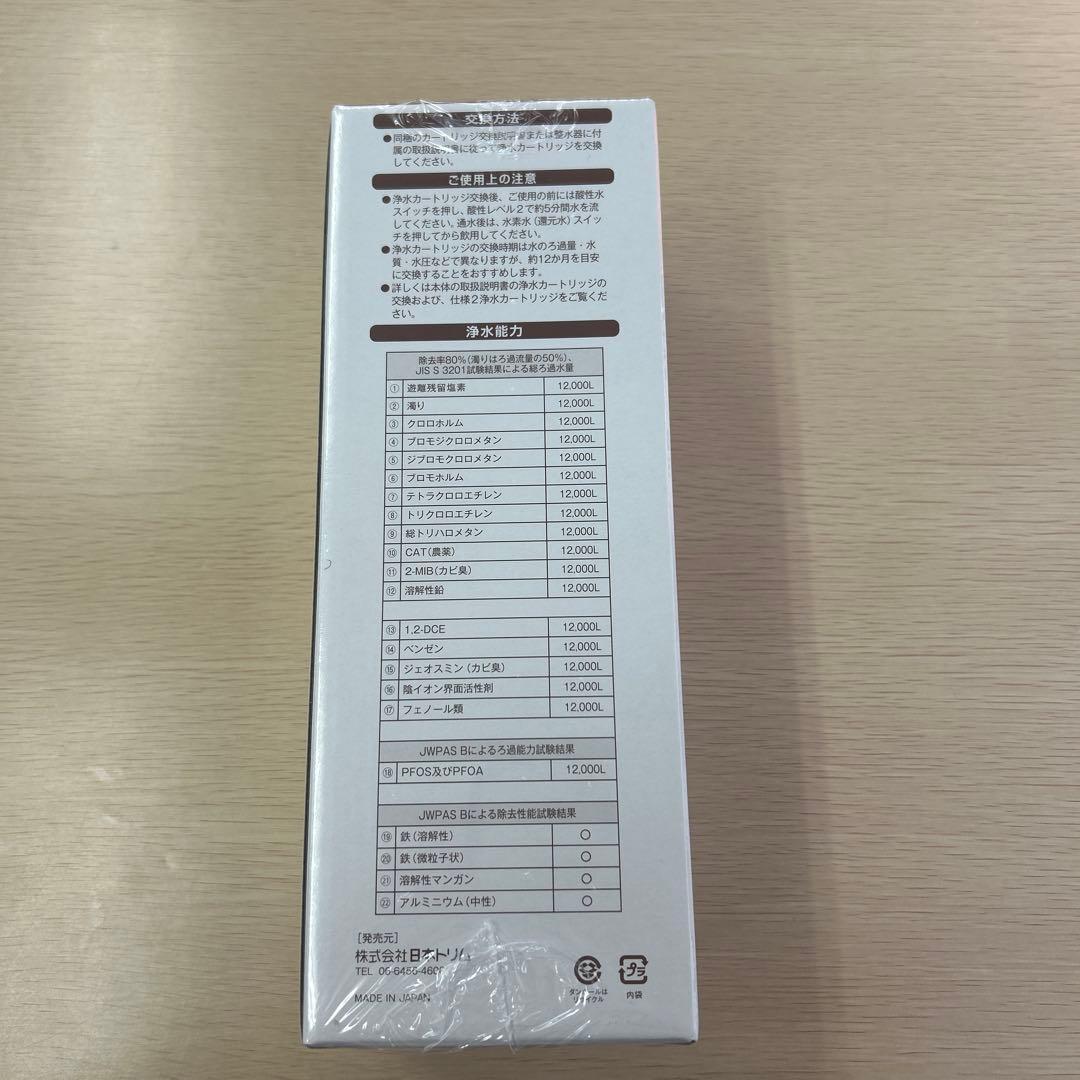 交換方法
●同梱のカートリッジ交換説明書または整水器に付
属の取扱説明書に従って浄水カートリッジを交換
してください。
ご使用上の注意
●浄水カートリッジ交換後、ご使用の前には酸性水
スイッチを押し、酸性レベル2で約5分間水を流
してください。通水後は、水素水(還元水)スイッ
チを押してから飲用してください。
●浄水カートリッジの交換時期は水のろ過量・水
質・水圧などで異なりますが、約12か月を目安
に交換することをおすすめします。
●詳しくは本体の取扱説明書の浄水カートリッジの
交換および、仕様2浄水カートリッジをご覧くだ
さい。
浄水能力
除去率80%(濁りはろ過流量の50%)、
JIS S 3201試験結果による総ろ過水量
① 遊離残留塩素 12,000L
② 濁り 12,000L
③ クロロホルム 12,000L
④ ブロモジクロロメタン 12,000L
⑤ ジブロモクロロメタン 12,000L
⑥ ブロモホルム 12,000L
⑦ テトラクロロエチレン 12,000L
⑧ トリクロロエチレン 12,000L
⑨ 総トリハロメタン 12,000L
⑩ CAT(農薬) 12,000L
⑪ 2-MIB(カビ臭) 12,000L
⑫ 溶解性鉛 12,000L
⑬ 1,2-DCE 12,000L
⑭ ベンゼン 12,000L
⑮ ジェオスミン(カビ臭) 12,000L
⑯ 陰イオン界面活性剤 12,000L
⑰ フェノール類 12,000L
JWPAS Bによるろ過能力試験結果
⑱ PFOS及びPFOA 12,000L
JWPAS Bによる除去性能試験結果
⑲ 鉄(溶解性) ○
⑳ 鉄(微粒子状) ○
㉑ 溶解性マンガン ○
㉒ アルミニウム(中性) ○
[発売元]
株式会社日本トリム
TEL 06-6456-460
MADE IN JAPAN
ダンボールは
リサイクル
プラ
内袋